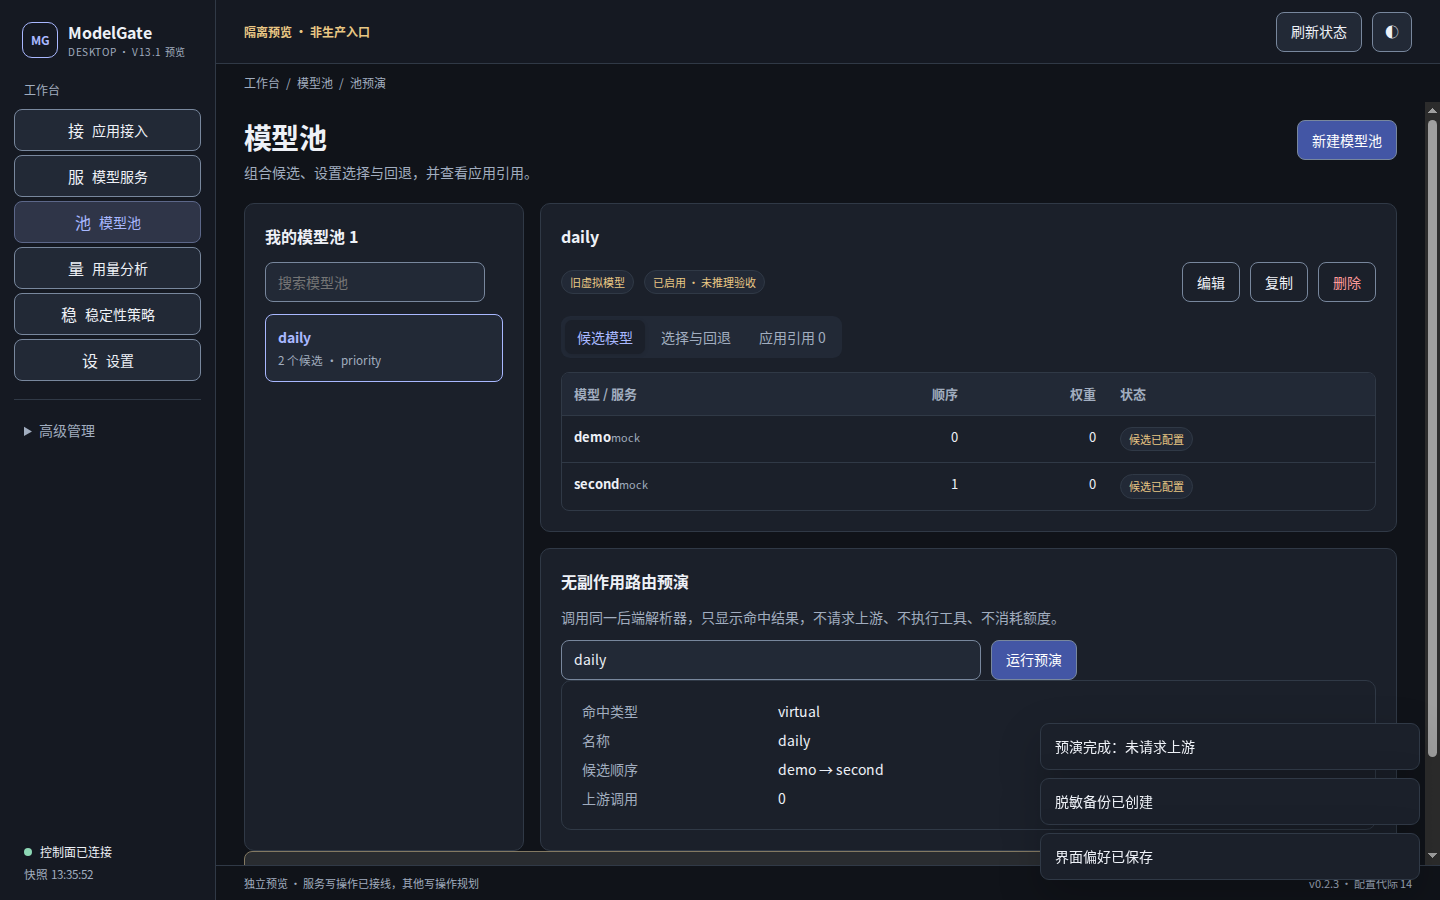 MG
ModelGate
DESKTOP · V13.1 预览
工作台
接 应用接入
服 模型服务
池 模型池
量 用量分析
稳 稳定性策略
设 设置
高级管理
控制面已连接
快照 13:35:52
隔离预览 · 非生产入口
刷新状态
工作台 / 模型池 / 池预演
模型池
组合候选、设置选择与回退，并查看应用引用。
新建模型池
我的模型池 1
搜索模型池
daily
2 个候选 · priority
daily
旧虚拟模型 已启用 · 未推理验收
编辑 复制 删除
候选模型 选择与回退 应用引用 0
模型 / 服务 顺序 权重 状态
demomock 0 0 候选已配置
secondmock 1 0 候选已配置
无副作用路由预演
调用同一后端解析器，只显示命中结果，不请求上游、不执行工具、不消耗额度。
daily 运行预演
命中类型 virtual
名称 daily
候选顺序 demo → second
上游调用 0
预演完成：未请求上游
脱敏备份已创建
界面偏好已保存
独立预览 · 服务写操作已接线，其他写操作规划
v0.2.3 · 配置代际 14